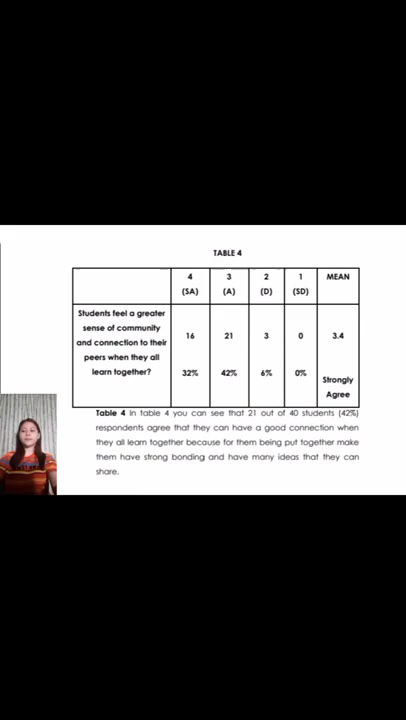 TABLE 4
4 3 2 1 MEAN
(SA) (A) (D) (SD)
Students feel a greater
sense of community
and connection to their
peers when they all
learn together?
16 21 3 0 3.4
32% 42% 6% 0%
Strongly
Agree
Table 4 In table 4 you can see that 21 out of 40 students (42%)
respondents agree that they can have a good connection when
they all learn together because for them being put together make
them have strong bonding and have many ideas that they can
share.